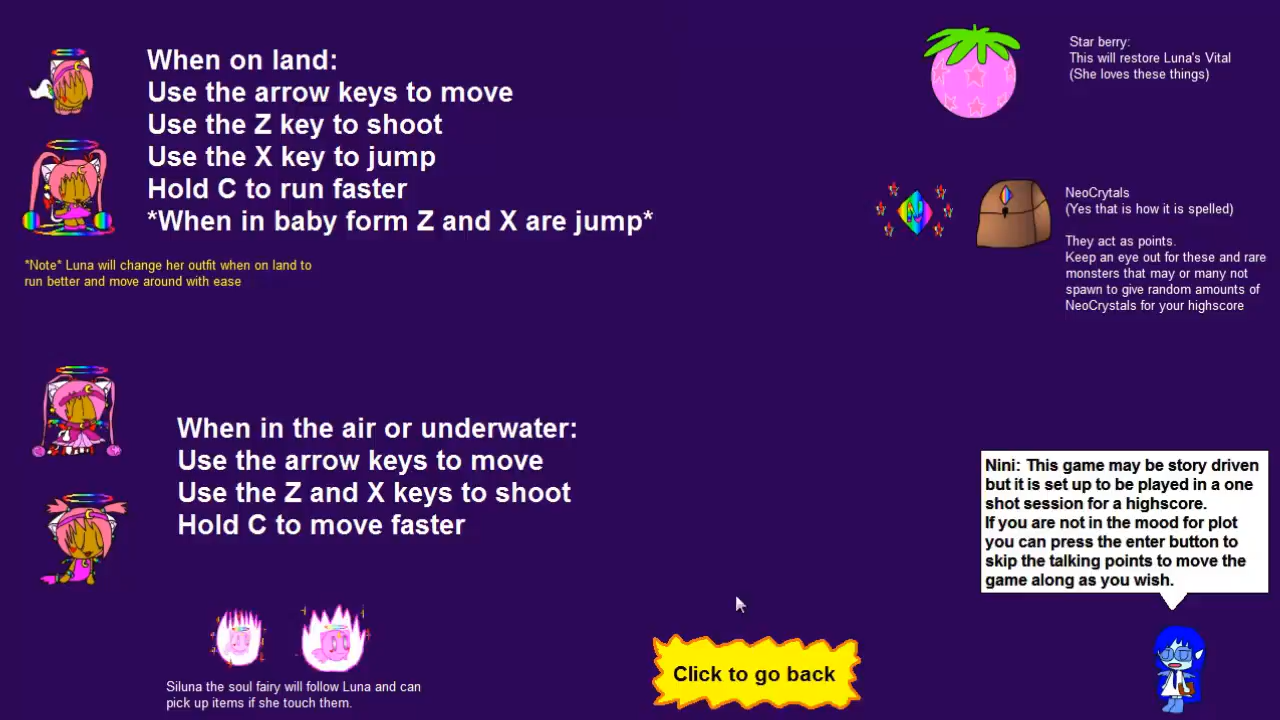 When on land:
Use the arrow keys to move
Use the Z key to shoot
Use the X key to jump
Hold C to run faster
*When in baby form Z and X are jump*
*Note* Luna will change her outfit when on land to
run better and move around with ease
Star berry:
This will restore Luna's Vital
(She loves these things)
NeoCrytals
(Yes that is how it is spelled)
They act as points.
Keep an eye out for these and rare
monsters that may or many not
spawn to give random amounts of
NeoCrystals for your highscore
When in the air or underwater:
Use the arrow keys to move
Use the Z and X keys to shoot
Hold C to move faster
Nini: This game may be story driven
but it is set up to be played in a one
shot session for a highscore.
If you are not in the mood for plot
you can press the enter button to
skip the talking points to move the
game along as you wish.
Siluna the soul fairy will follow Luna and can
pick up items if she touch them.
Click to go back